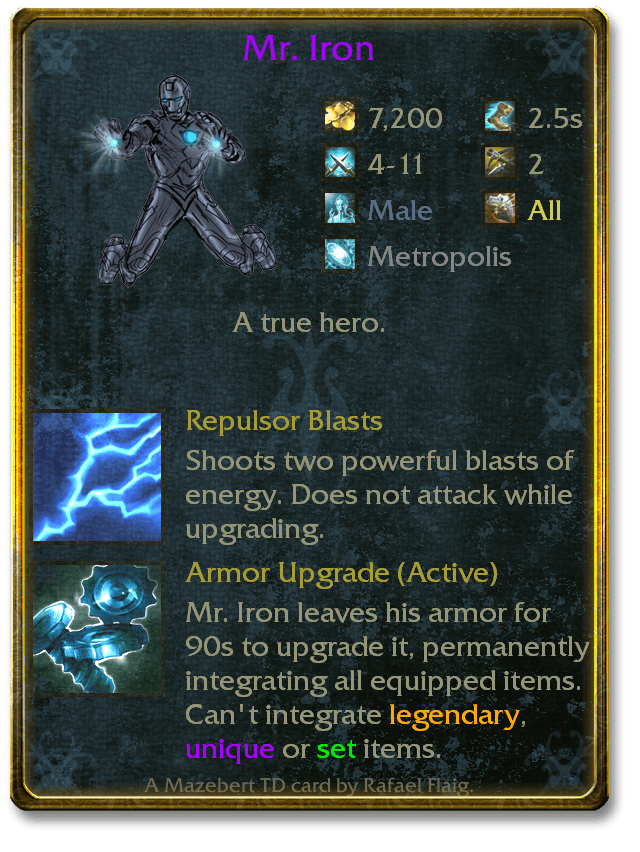 Mr. Iron
7,200 2.5s
4-11 2
Male All
Metropolis
A true hero.
Repulsor Blasts
Shoots two powerful blasts of
energy. Does not attack while
upgrading.
Armor Upgrade (Active)
Mr. Iron leaves his armor for
90s to upgrade it, permanently
integrating all equipped items.
Can't integrate legendary,
unique or set items.
A Mazebert TD card by Rafael Flaig.